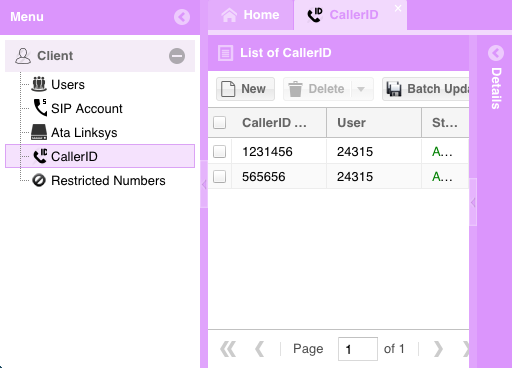 Menu
Client
Users
SIP Account
Ata Linksys
CallerID
Restricted Numbers
Home
CallerID
List of CallerID
New
Delete
Batch Upda
CallerID ...
User
St...
1231456
24315
A...
565656
24315
A...
Page
1
of 1
Details